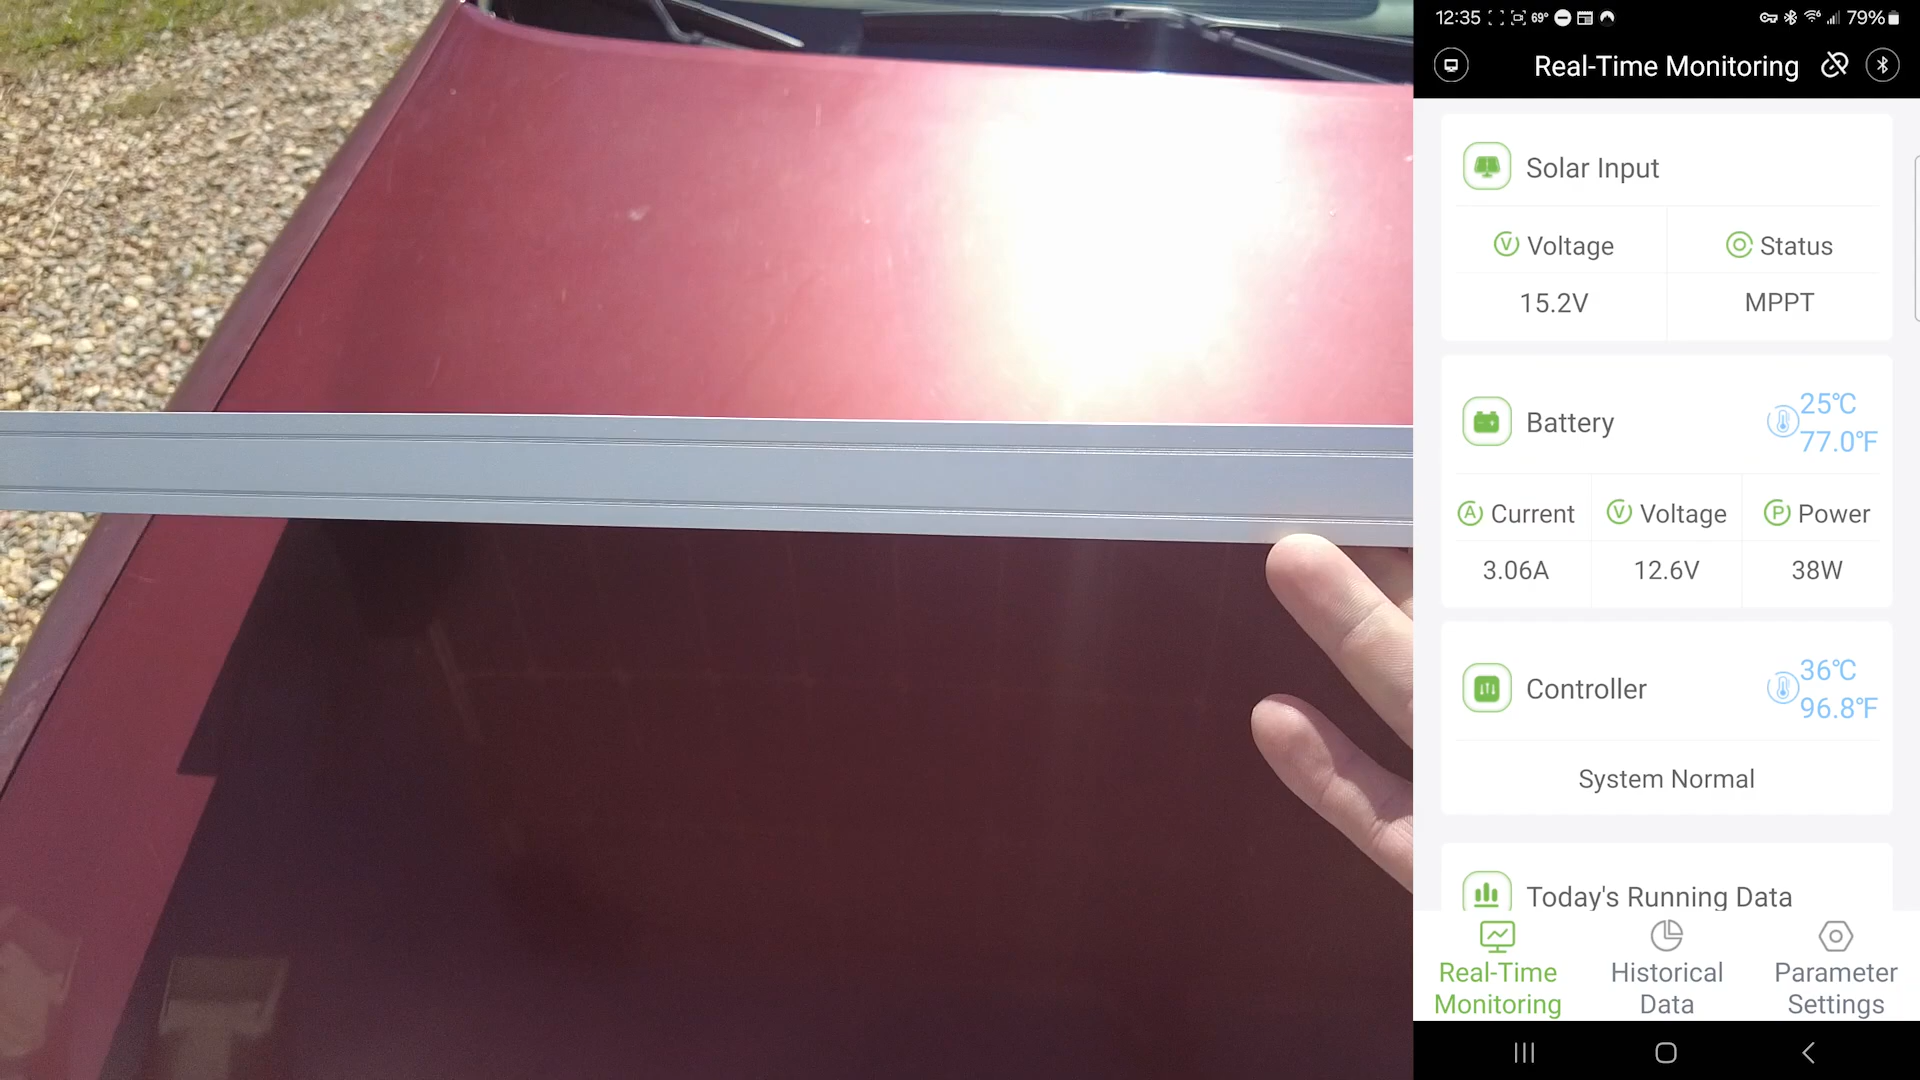 12:35 69° 79%
Real-Time Monitoring
Solar Input
V Voltage Status
15.2V MPPT
Battery 25°C
77.0°F
A Current V Voltage P Power
3.06A 12.6V 38W
Controller 36°C
96.8°F
System Normal
Today's Running Data
Real-Time Historical Parameter
Monitoring Data Settings